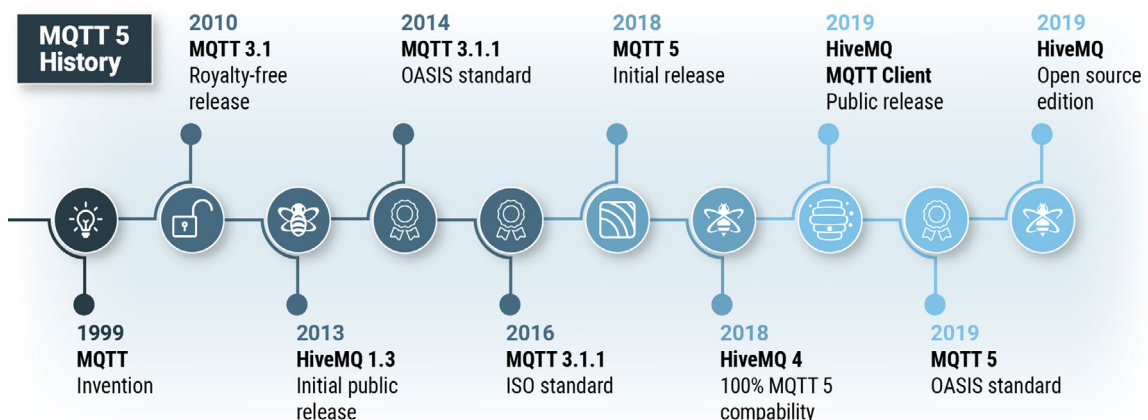 MQTT 5
History
2010
MQTT 3.1
Royalty-free
release
2014
MQTT 3.1.1
OASIS standard
2018
MQTT 5
Initial release
2019
HiveMQ
MQTT Client
Public release
2019
HiveMQ
Open source
edition
1999
MQTT
Invention
2013
HiveMQ 1.3
Initial public
release
2016
MQTT 3.1.1
ISO standard
2018
HiveMQ 4
100% MQTT 5
compability
2019
MQTT 5
OASIS standard